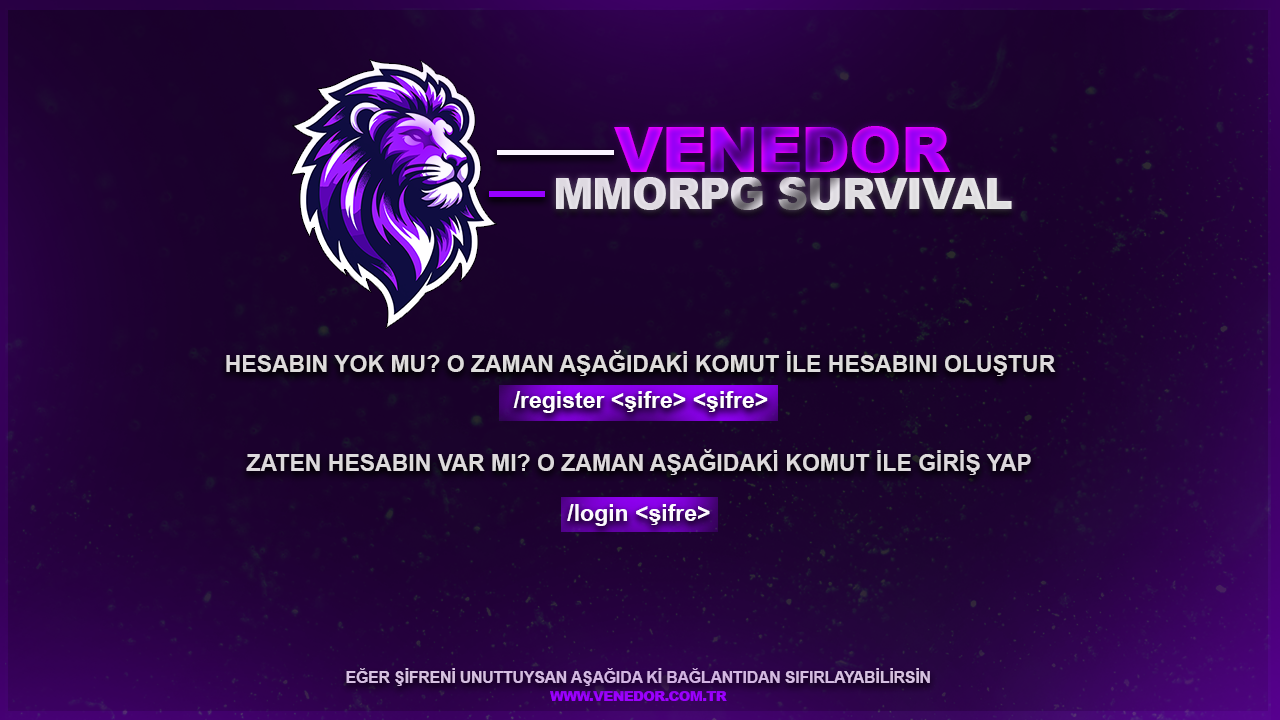 VENEDOR
MMORPG SURVIVAL
HESABIN YOK MU? O ZAMAN AŞAĞIDAKİ KOMUT İLE HESABINI OLUŞTUR
/register <şifre> <şifre>
ZATEN HESABIN VAR MI? O ZAMAN AŞAĞIDAKİ KOMUT İLE GİRİŞ YAP
/login <şifre>
EĞER ŞİFRENİ UNUTTUYSAN AŞAĞIDA Kİ BAĞLANTIDAN SIFIRLAYABİLİRSİN
WWW.VENEDOR.COM.TR